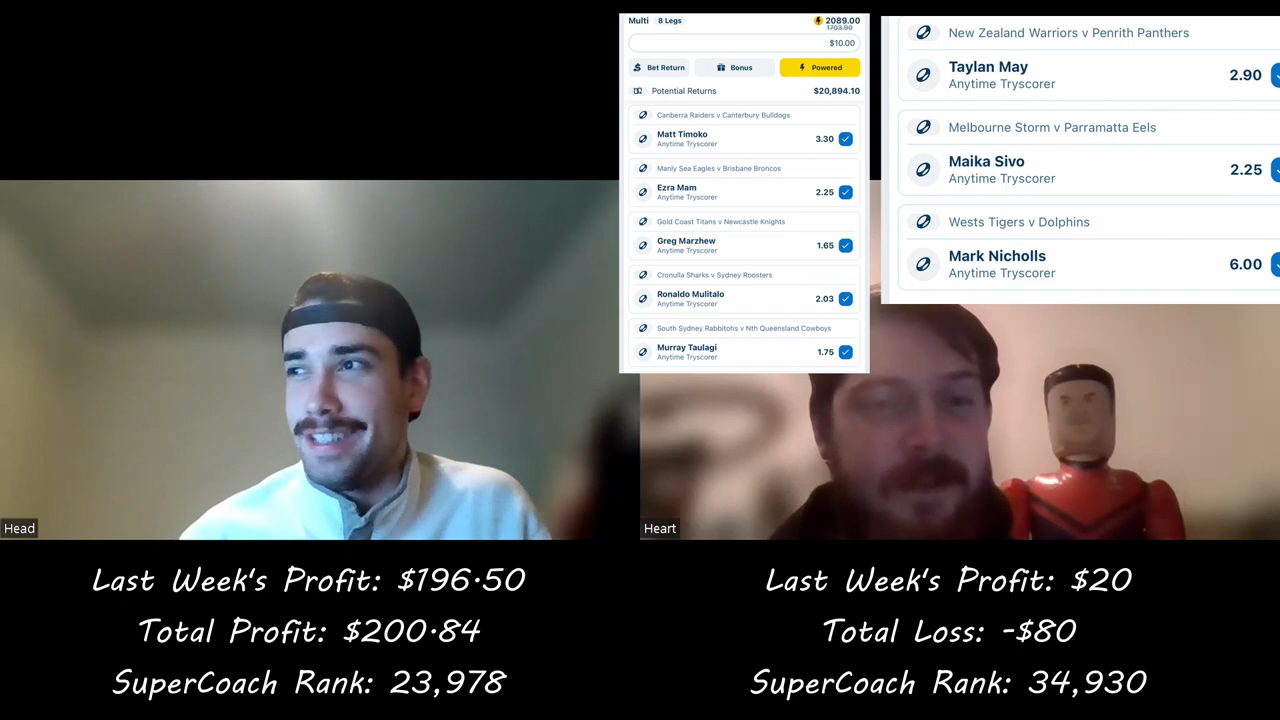 Multi 8 Legs 2089.00
1703.90
$10.00
Bet Return Bonus Powered
Potential Returns $20,894.10
Canberra Raiders v Canterbury Bulldogs
Matt Timoko 3.30
Anytime Tryscorer
Manly Sea Eagles v Brisbane Broncos
Ezra Mam 2.25
Anytime Tryscorer
Gold Coast Titans v Newcastle Knights
Greg Marzhew 1.65
Anytime Tryscorer
Cronulla Sharks v Sydney Roosters
Ronaldo Mulitalo 2.03
Anytime Tryscorer
South Sydney Rabbitohs v Nth Queensland Cowboys
Murray Taulagi 1.75
Anytime Tryscorer
New Zealand Warriors v Penrith Panthers
Taylan May 2.90
Anytime Tryscorer
Melbourne Storm v Parramatta Eels
Maika Sivo 2.25
Anytime Tryscorer
Wests Tigers v Dolphins
Mark Nicholls 6.00
Anytime Tryscorer
Head
Heart
Last Week's Profit: $196.50
Total Profit: $200.84
SuperCoach Rank: 23,978
Last Week's Profit: $20
Total Loss: -$80
SuperCoach Rank: 34,930